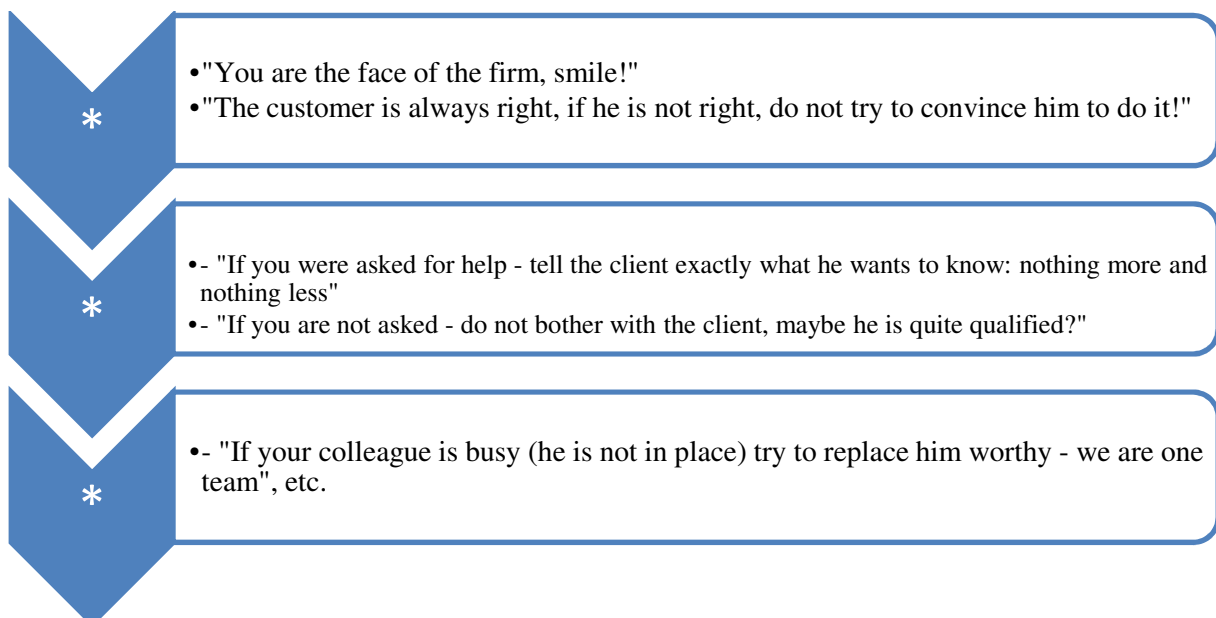 *
•"You are the face of the firm, smile!"
•"The customer is always right, if he is not right, do not try to convince him to do it!"
*
•- "If you were asked for help - tell the client exactly what he wants to know: nothing more and
nothing less"
•- "If you are not asked - do not bother with the client, maybe he is quite qualified?"
*
•- "If your colleague is busy (he is not in place) try to replace him worthy - we are one
team", etc.